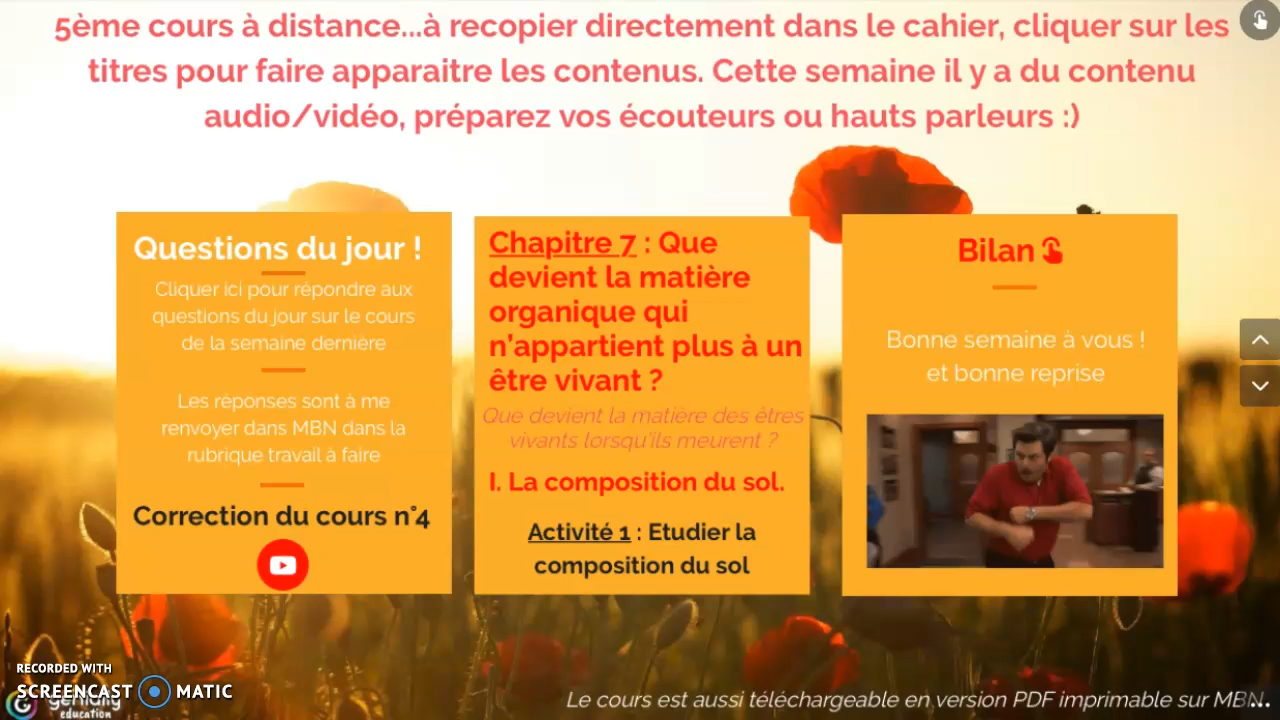 5ème cours à distance...à recopier directement dans le cahier, cliquer sur les
titres pour faire apparaitre les contenus. Cette semaine il y a du contenu
audio/vidéo, préparez vos écouteurs ou hauts parleurs :)
Questions du jour !
Cliquer ici pour répondre aux
questions du jour sur le cours
de la semaine dernière
Les réponses sont à me
renvoyer dans MBN dans la
rubrique travail à faire
Correction du cours n°4
Chapitre 7 : Que
devient la matière
organique qui
n'appartient plus à un
être vivant ?
Que devient la matière des êtres
vivants lorsqu'ils meurent ?
I. La composition du sol.
Activité 1 : Etudier la
composition du sol
Bilan
Bonne semaine à vous !
et bonne reprise
RECORDED WITH
SCREENCAST MATIC
genially
education
Le cours est aussi téléchargeable en version PDF imprimable sur MBN...